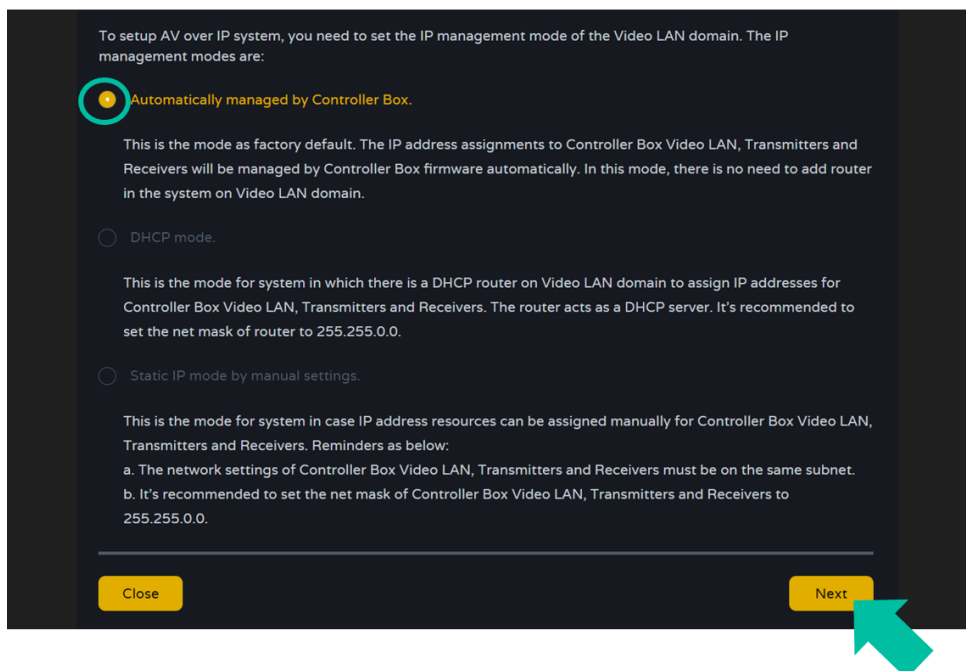 To setup AV over IP system, you need to set the IP management mode of the Video LAN domain. The IP
management modes are:
Automatically managed by Controller Box.
This is the mode as factory default. The IP address assignments to Controller Box Video LAN, Transmitters and
Receivers will be managed by Controller Box firmware automatically. In this mode, there is no need to add router
in the system on Video LAN domain.
DHCP mode.
This is the mode for system in which there is a DHCP router on Video LAN domain to assign IP addresses for
Controller Box Video LAN, Transmitters and Receivers. The router acts as a DHCP server. It's recommended to
set the net mask of router to 255.255.0.0.
Static IP mode by manual settings.
This is the mode for system in case IP address resources can be assigned manually for Controller Box Video LAN,
Transmitters and Receivers. Reminders as below:
a. The network settings of Controller Box Video LAN, Transmitters and Receivers must be on the same subnet.
b. It's recommended to set the net mask of Controller Box Video LAN, Transmitters and Receivers to
255.255.0.0.
Close
Next